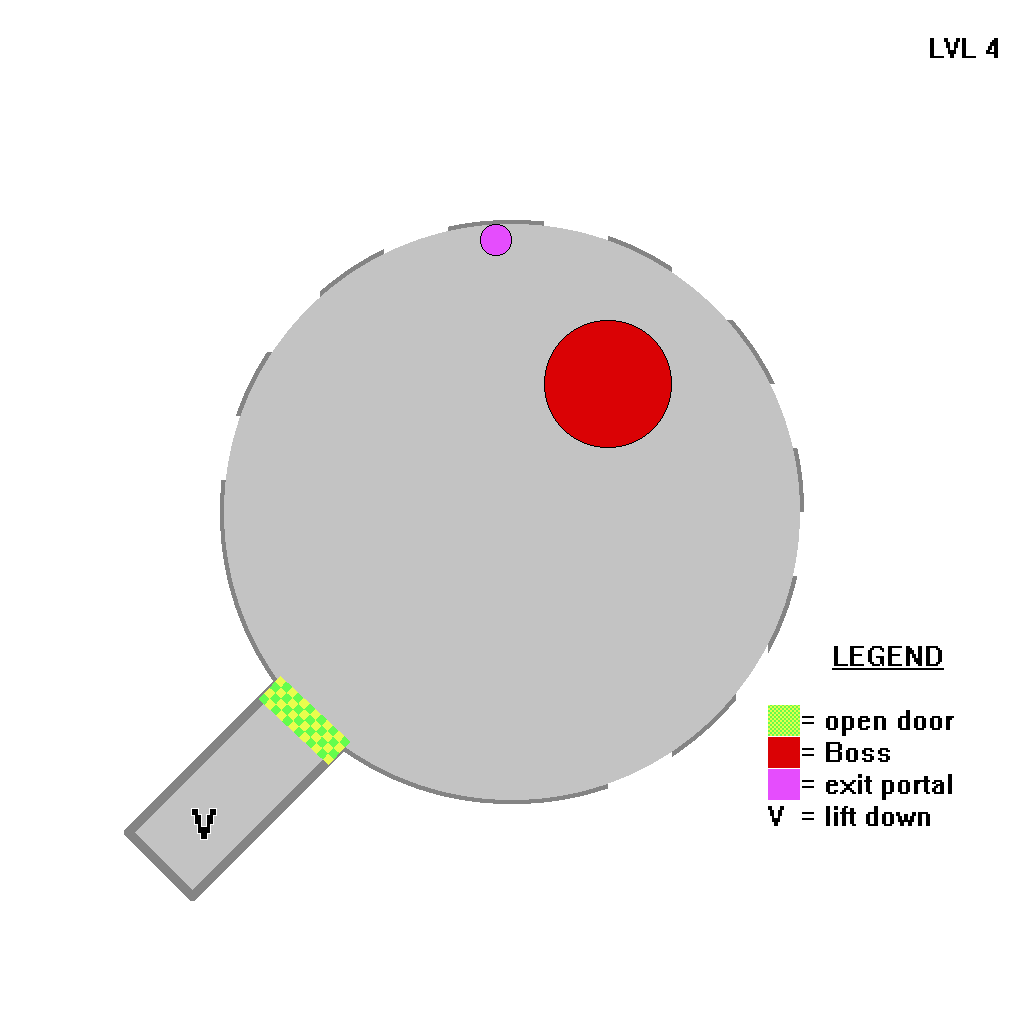 LVL 4
LEGEND
= open door
= Boss
= exit portal
V = lift down
V